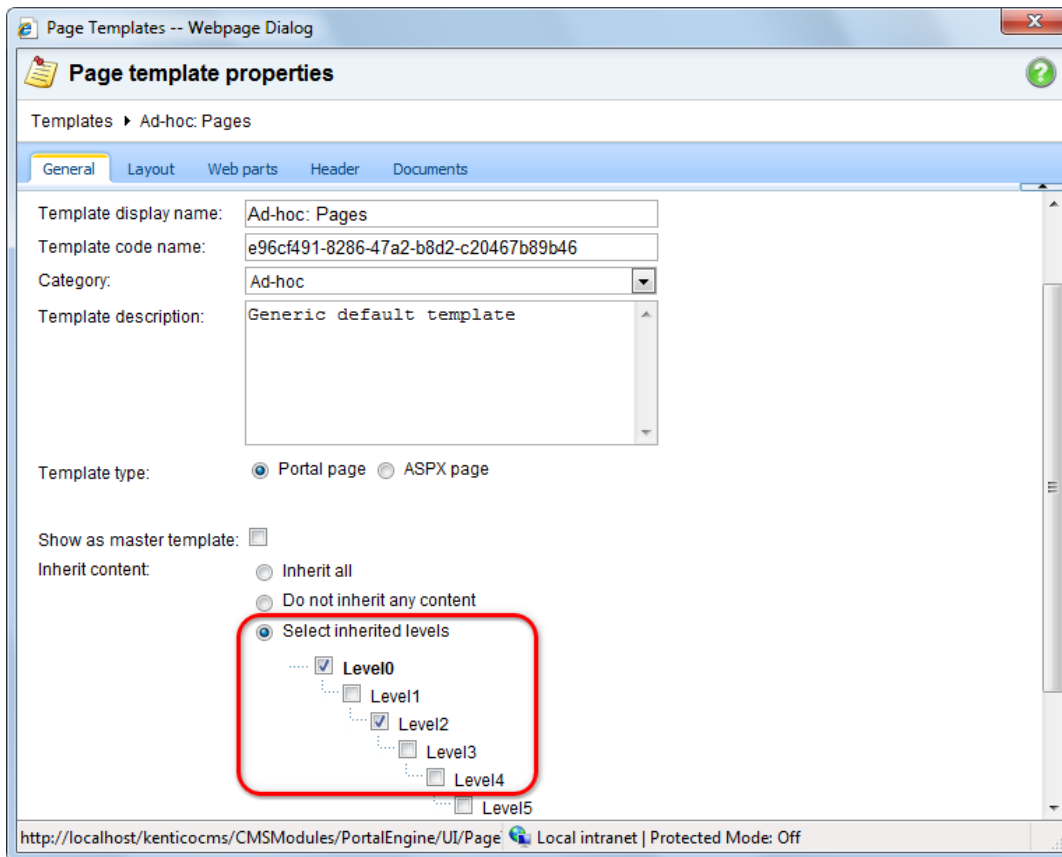 Page Templates -- Webpage Dialog
Page template properties
Templates Ad-hoc: Pages
General Layout Web parts Header Documents
Template display name: Ad-hoc: Pages
Template code name: e96cf491-8286-47a2-b8d2-c20467b89b46
Category: Ad-hoc
Template description: Generic default template
Template type: Portal page ASPX page
Show as master template:
Inherit content: Inherit all
Do not inherit any content
Select inherited levels
Level0
Level1
Level2
Level3
Level4
Level5
http://localhost/kenticocms/CMSModules/PortalEngine/UI/Page Local intranet | Protected Mode: Off